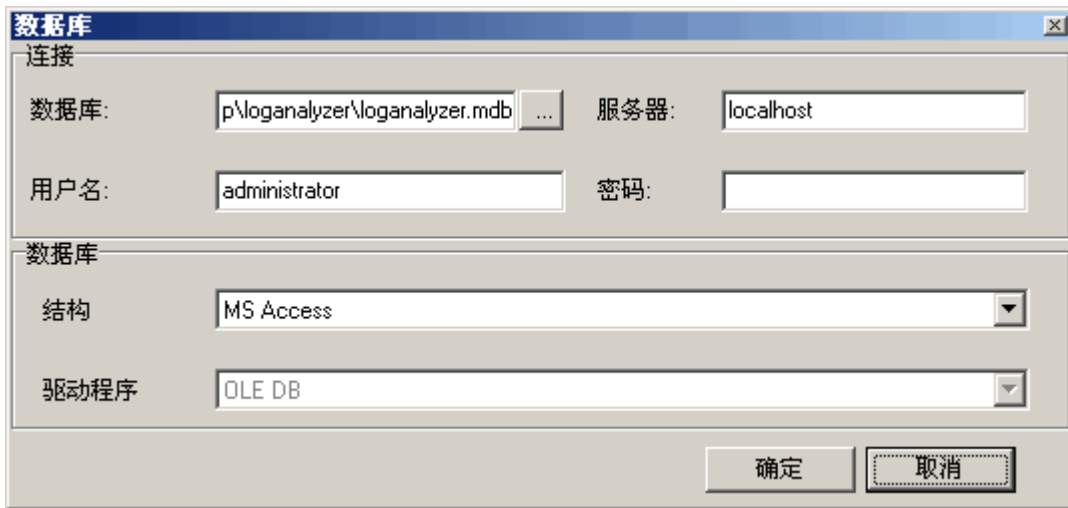 数据库
连接
数据库: p\loganalyzer\loganalyzer.mdb ... 服务器: localhost
用户名: administrator 密码:
数据库
结构 MS Access
驱动程序 OLE DB
确定 取消